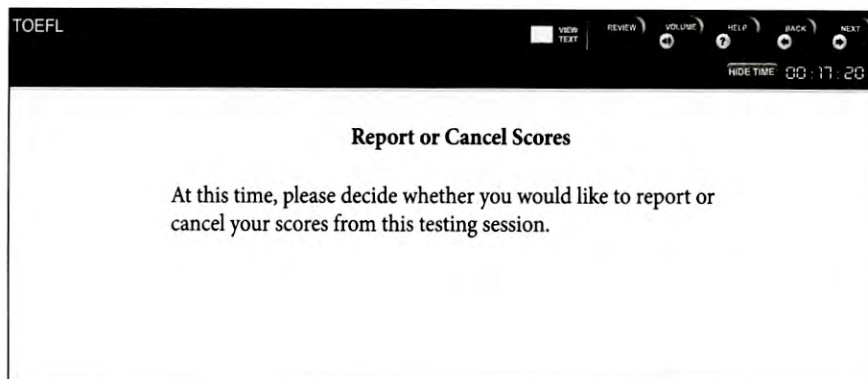 TOEFL
VIEW TEXT
REVIEW
VOLUME
HELP
?
BACK
NEXT
HIDE TIME 00:17:20
Report or Cancel Scores
At this time, please decide whether you would like to report or
cancel your scores from this testing session.